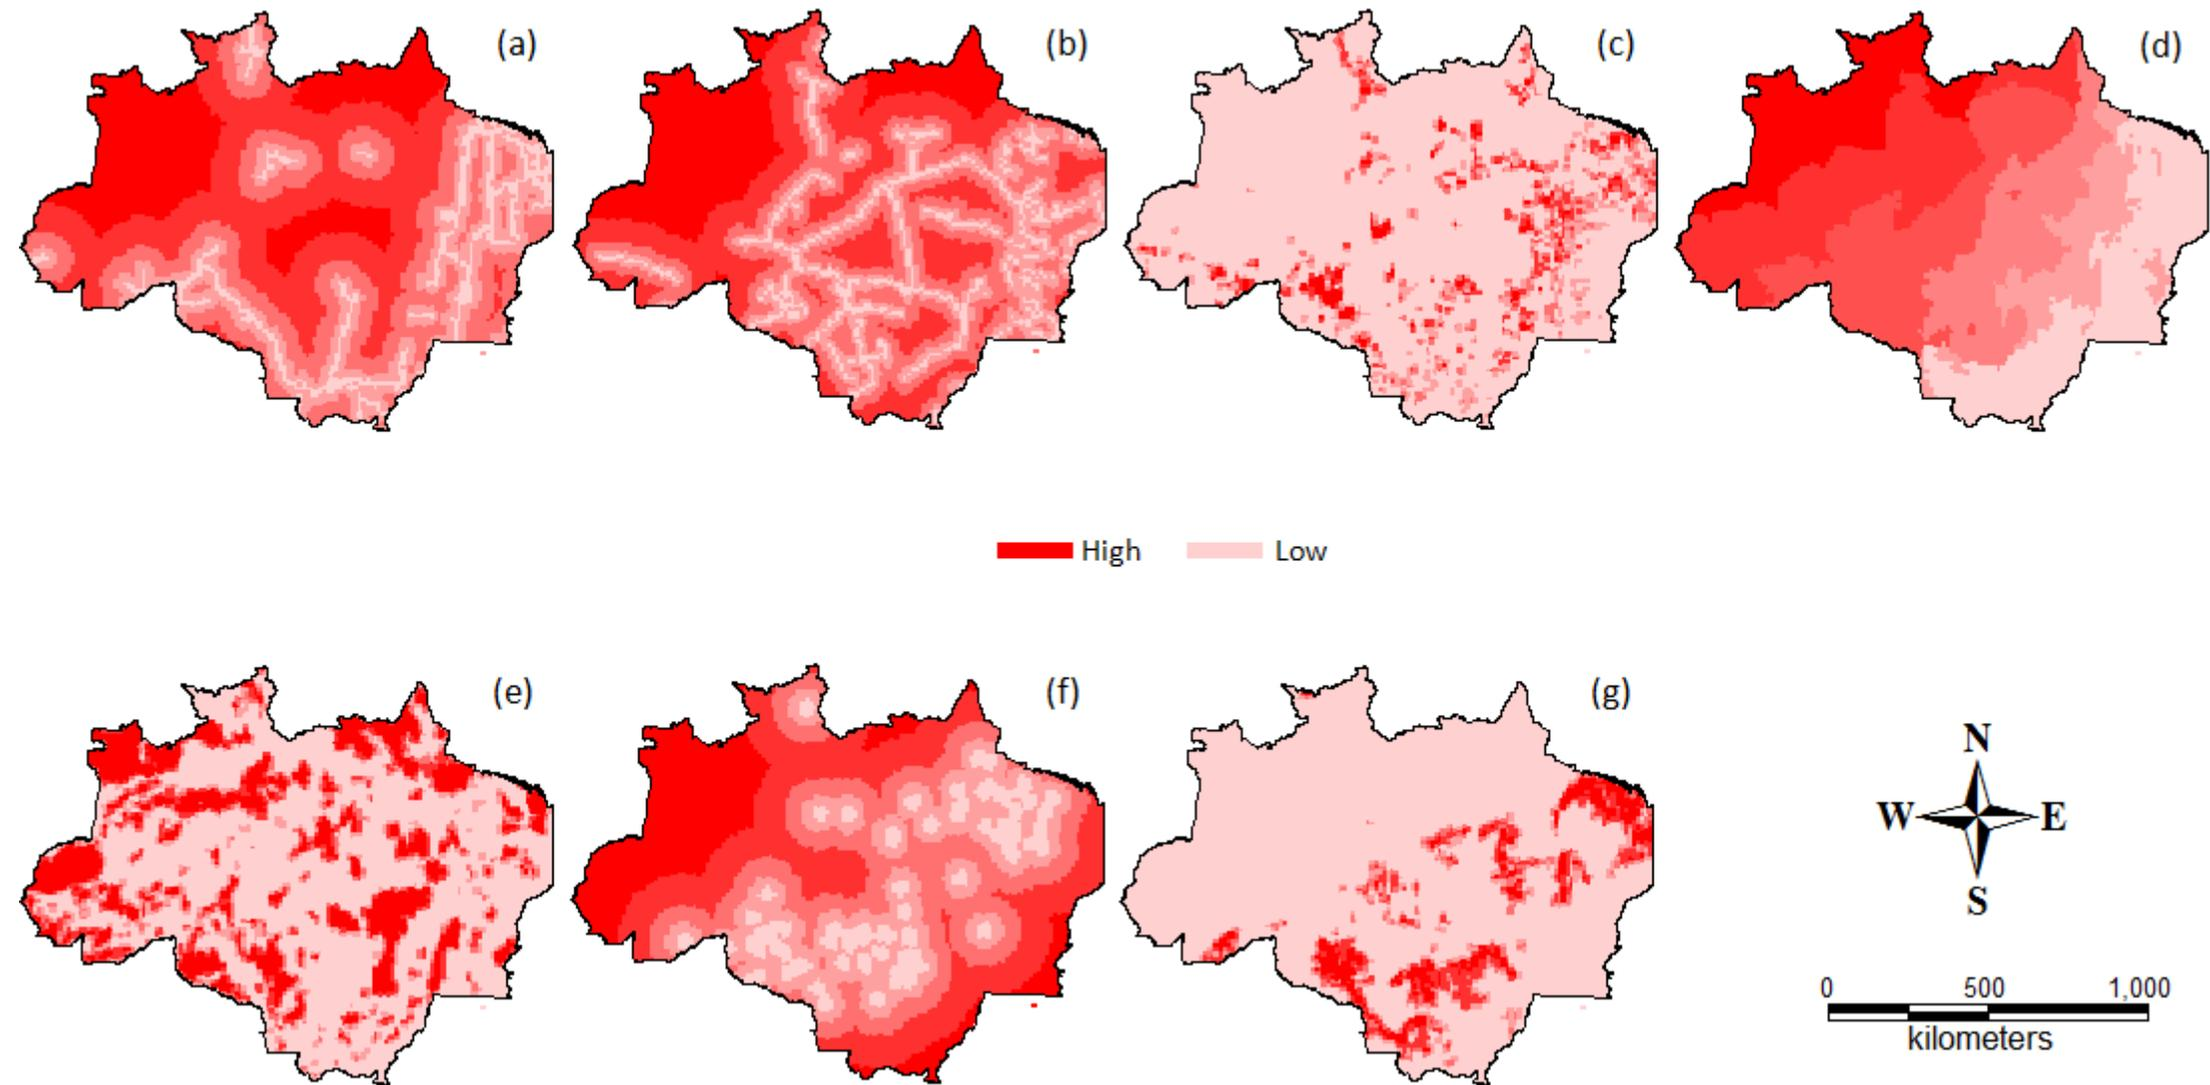 (a)
(b)
(c)
(d)
High
Low
(e)
(f)
(g)
N
W
E
S
0 500 1,000
kilometers